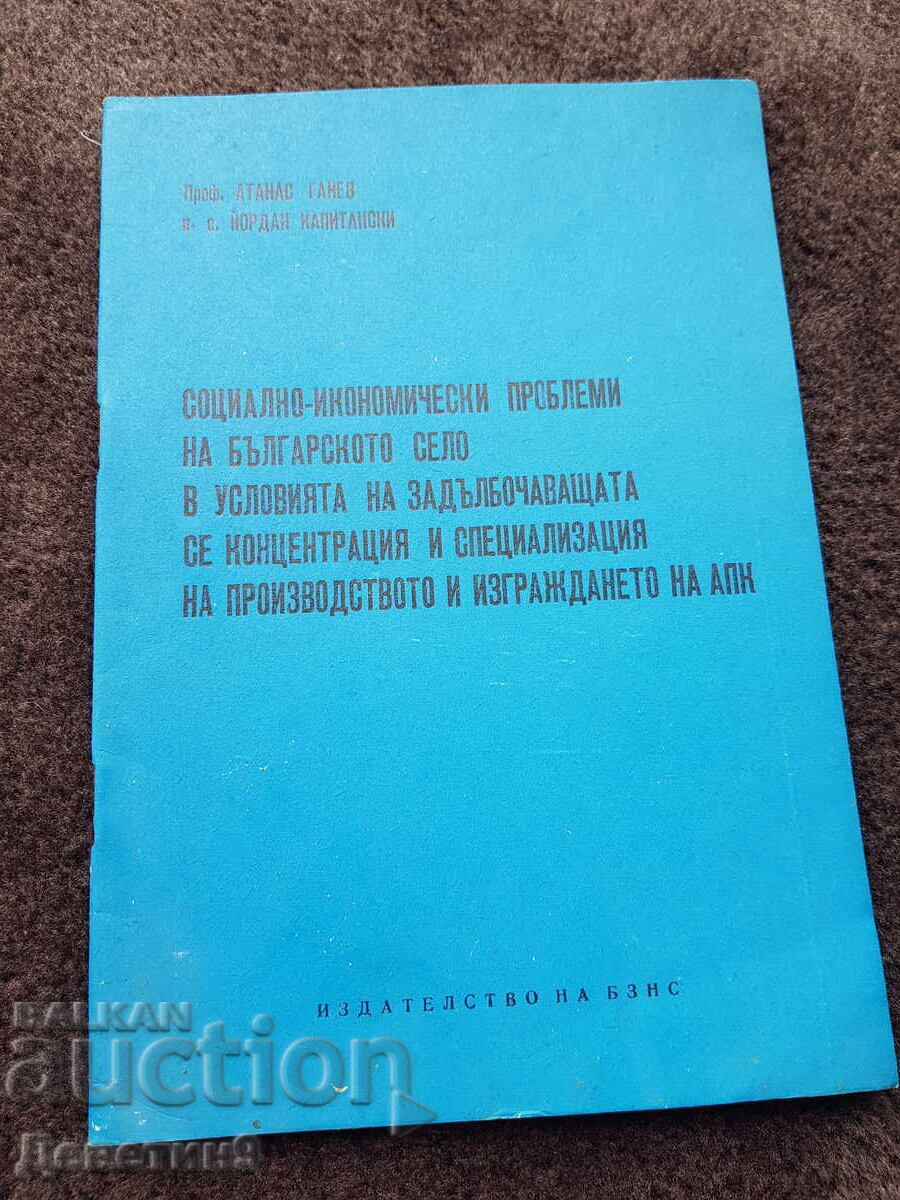 Проф. АТАНАС ГАНЕВ
н. с. ЙОРДАН КАПИТАНСКИ
СОЦИАЛНО-ИКОНОМИЧЕСКИ ПРОБЛЕМИ
НА БЪЛГАРСКОТО СЕЛО
В УСЛОВИЯТА НА ЗАДЪЛБОЧАВАЩАТА
СЕ КОНЦЕНТРАЦИЯ И СПЕЦИАЛИЗАЦИЯ
НА ПРОИЗВОДСТВОТО И ИЗГРАЖДАНЕТО НА АПК
ИЗДАТЕЛСТВО НА БЗНС
BALKAN
auction
Деветин9